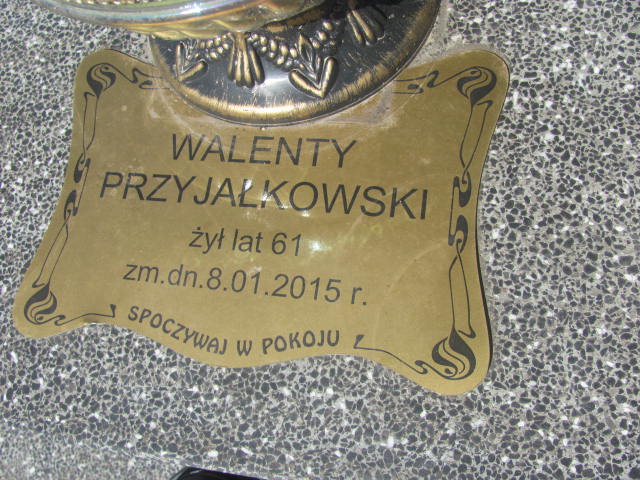 WALENTY
PRZYJAŁKOWSKI
żył lat 61
zm.dn.8.01.2015 r.
SPOCZYWAJ W POKOJU